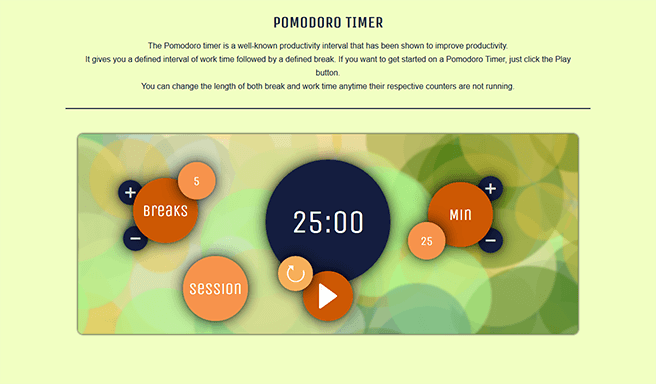 POMODORO TIMER
The Pomodoro timer is a well-known productivity interval that has been shown to improve productivity.
It gives you a defined interval of work time followed by a defined break. If you want to get started on a Pomodoro Timer, just click the Play
button.
You can change the length of both break and work time anytime their respective counters are not running.
5
+
+
Breaks
25:00
Min
−
25
−
Session